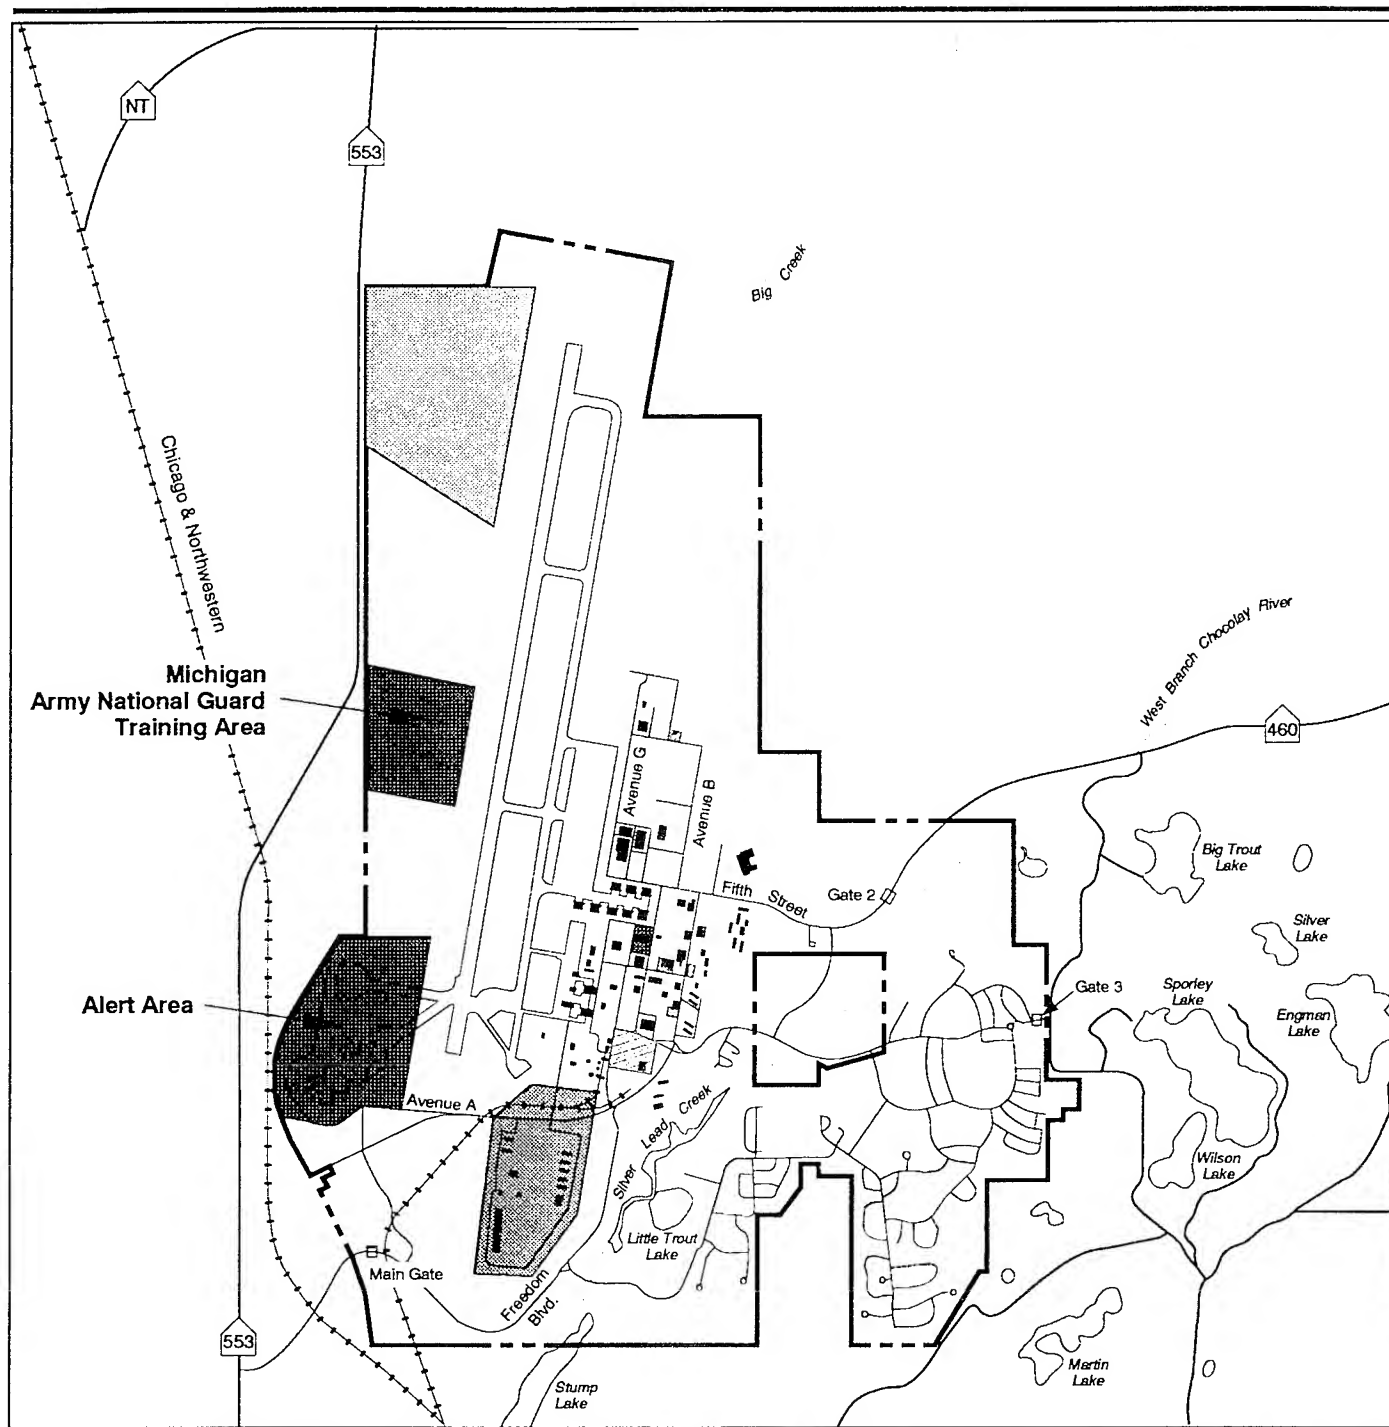 NT
553
Big Creek
Chicago & Northwestern
West Branch Chocolay River
Michigan
Army National Guard
Training Area
460
Avenue G
Avenue B
Big Trout
Lake
Fifth Street
Gate 2
Silver
Lake
Alert Area
Gate 3
Sporley
Lake
Engman
Lake
Avenue A
Silver Lead Creek
Wilson
Lake
Little Trout
Lake
Main Gate
Freedom
Blvd.
553
Martin
Lake
Stump
Lake